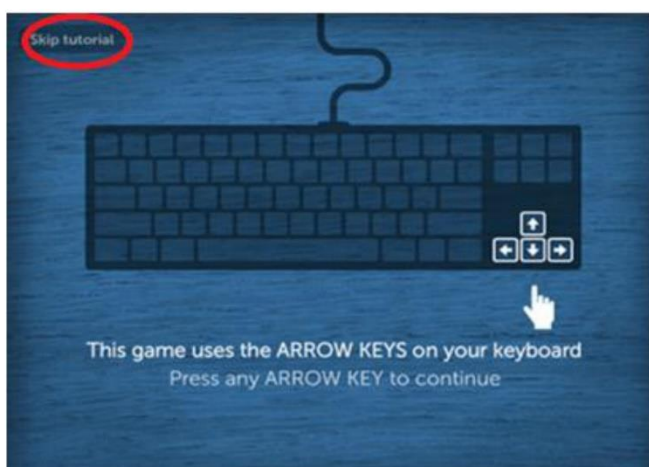 Skip tutorial
This game uses the ARROW KEYS on your keyboard
Press any ARROW KEY to continue